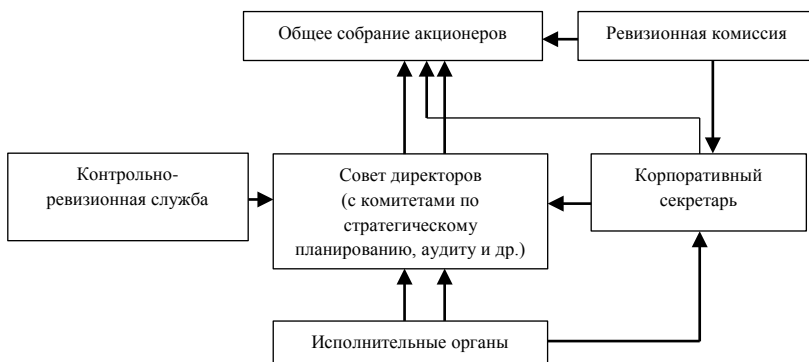 Общее собрание акционеров
Ревизионная комиссия
Контрольно-
ревизионная служба
Совет директоров
(с комитетами по
стратегическому
планированию, аудиту и др.)
Корпоративный
секретарь
Исполнительные органы